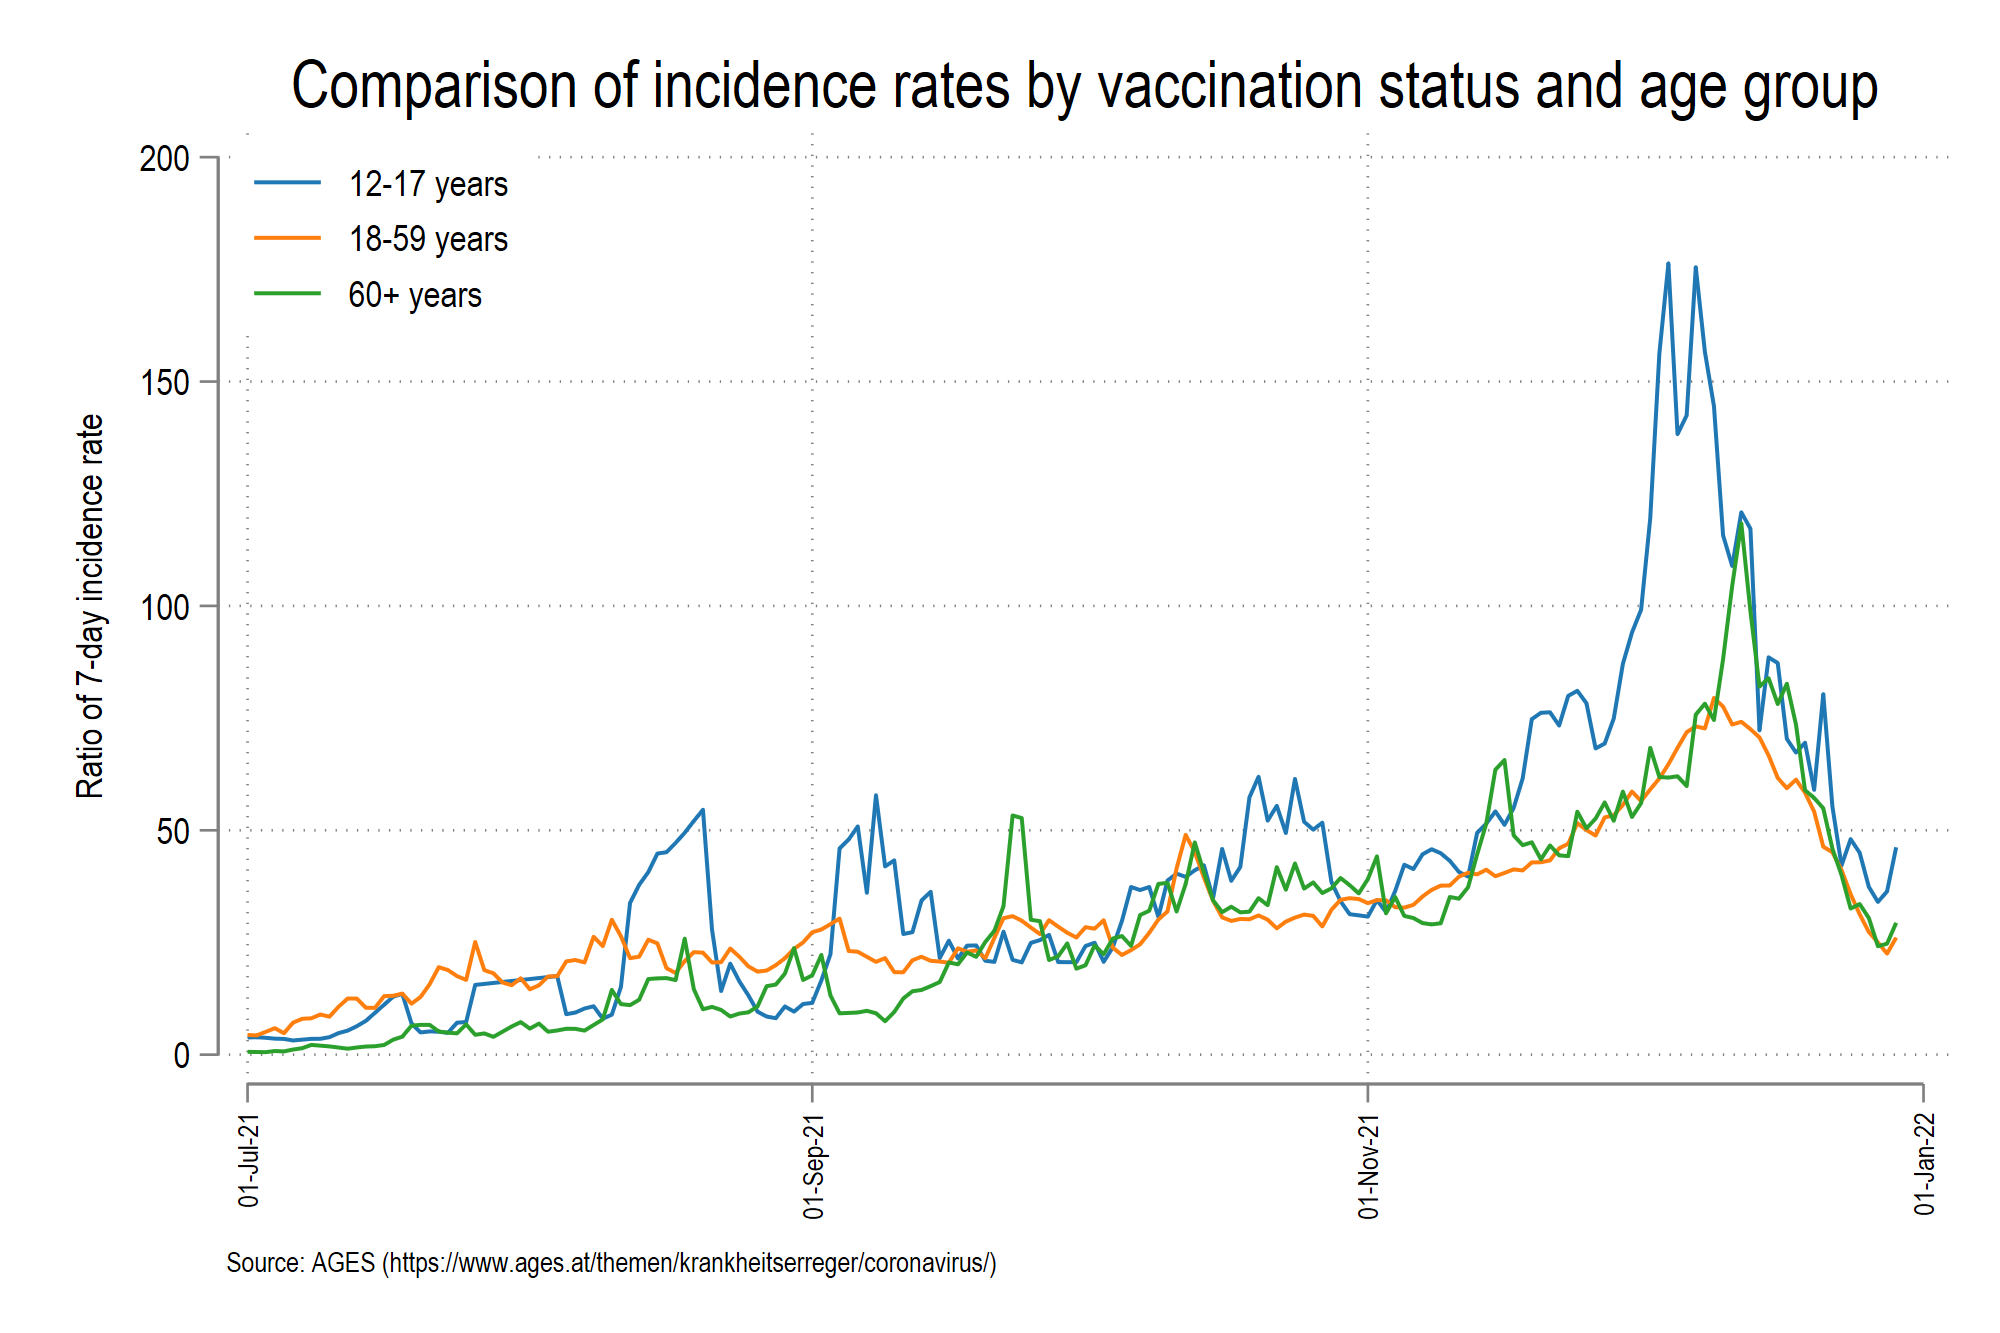 Comparison of incidence rates by vaccination status and age group
200
150
100
50
0
Ratio of 7-day incidence rate
12-17 years
18-59 years
60+ years
01-Jul-21
01-Sep-21
01-Nov-21
01-Jan-22
Source: AGES (https://www.ages.at/themen/krankheitserreger/coronavirus/)